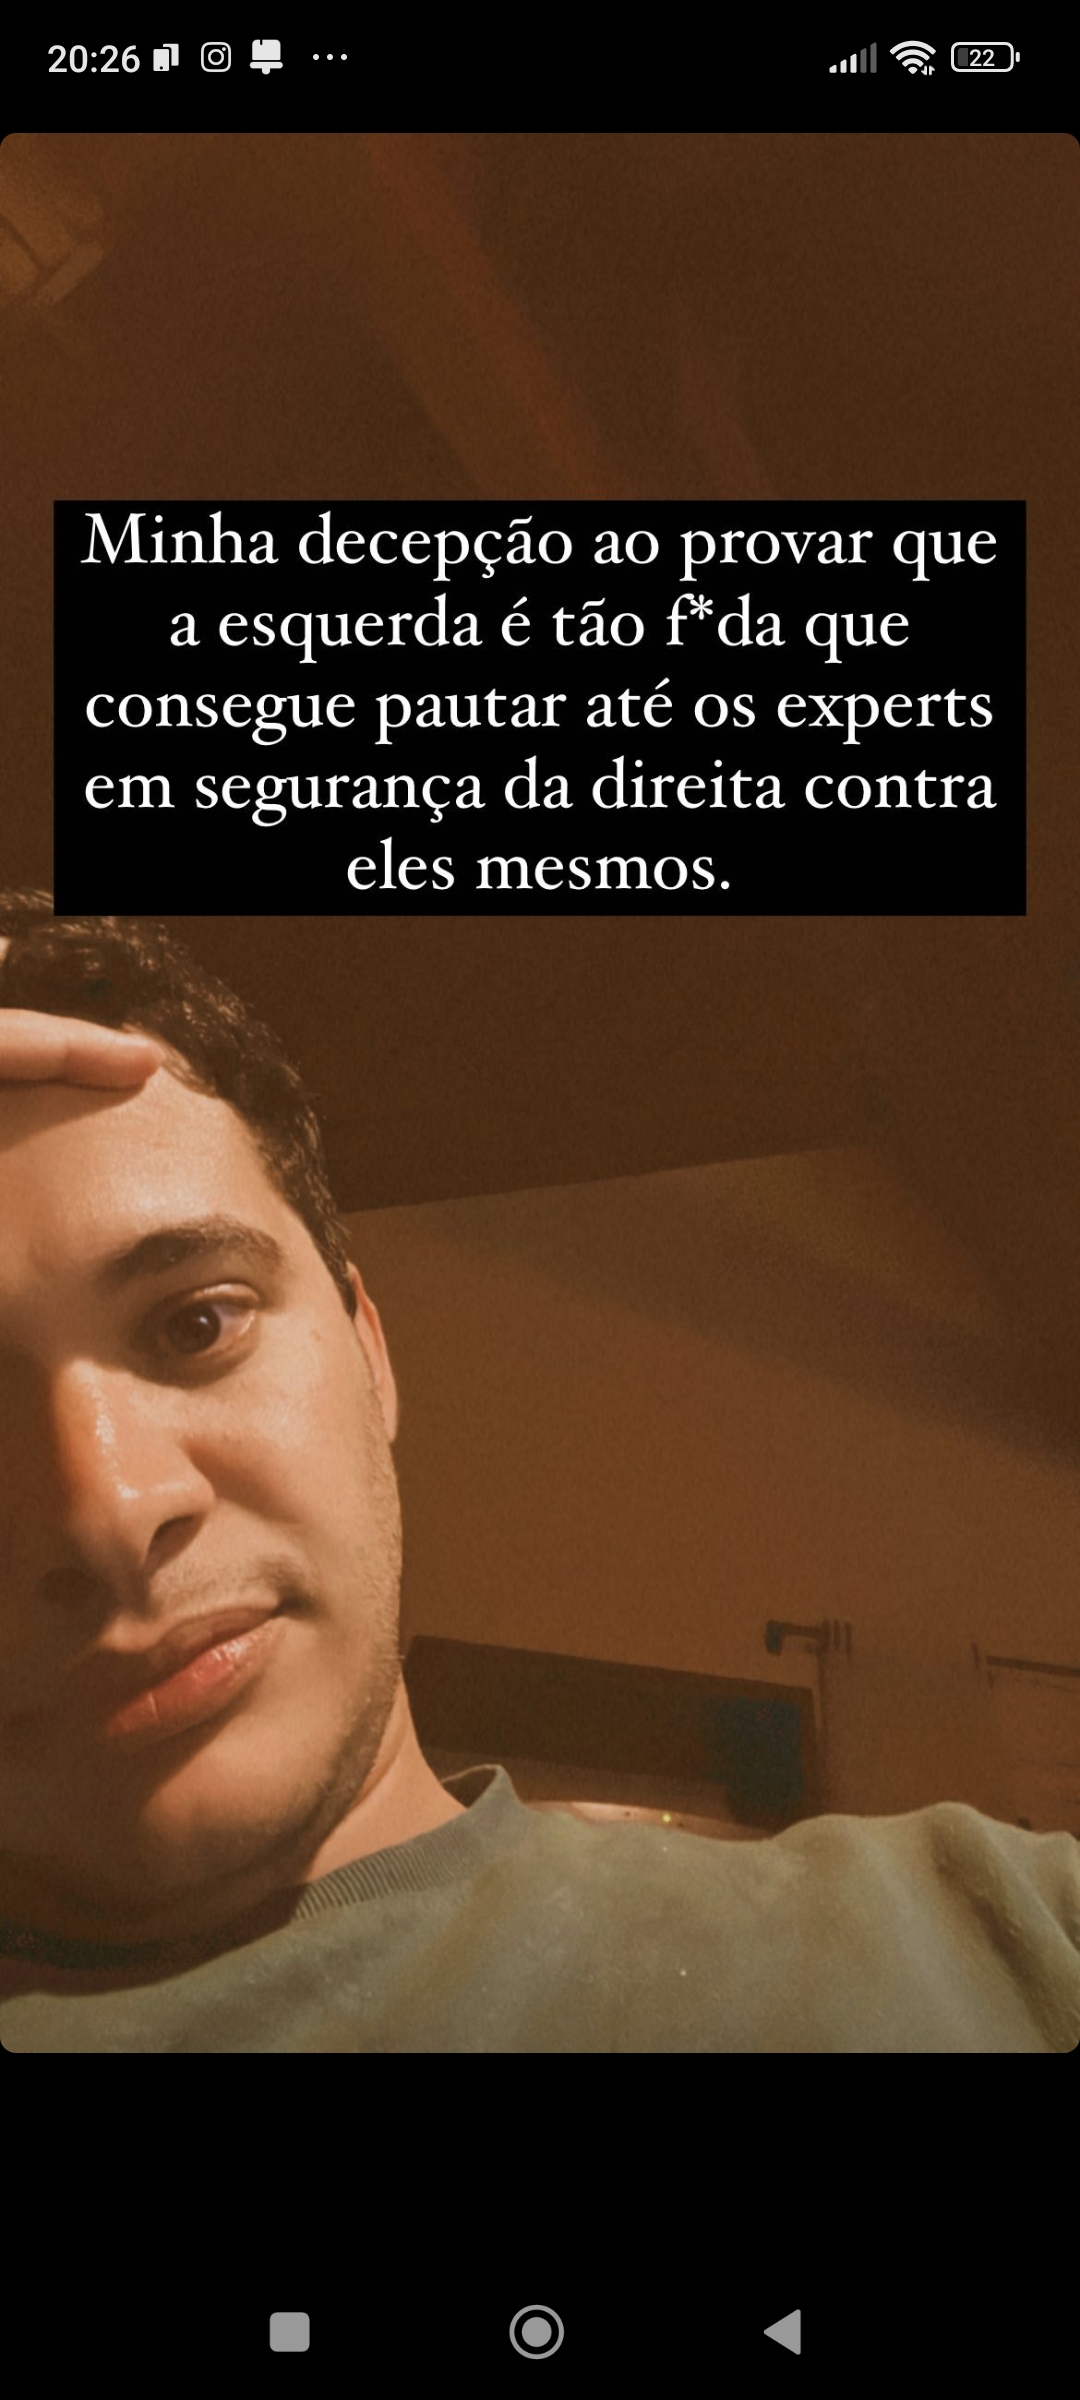 20:26
22
Minha decepção ao provar que
a esquerda é tão f*da que
consegue pautar até os experts
em segurança da direita contra
eles mesmos.